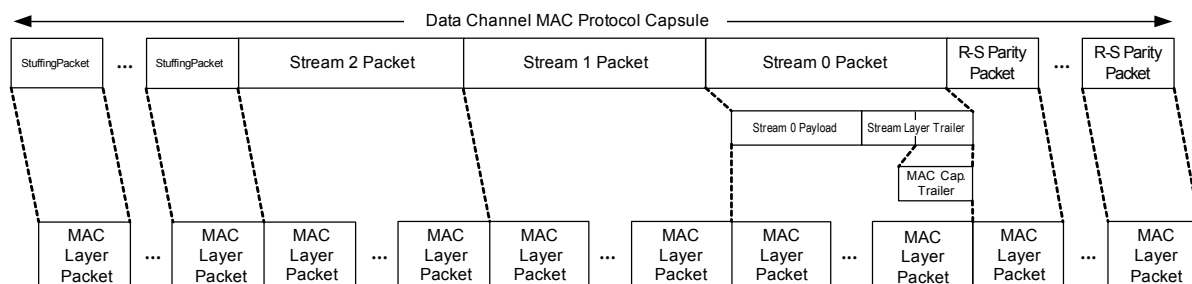 Data Channel MAC Protocol Capsule
StuffingPacket ... StuffingPacket Stream 2 Packet Stream 1 Packet Stream 0 Packet R-S Parity Packet ... R-S Parity Packet
Stream 0 Payload Stream Layer Trailer
MAC Cap.
Trailer
MAC MAC MAC MAC MAC MAC MAC MAC MAC MAC
Layer ... Layer Layer ... Layer Layer ... Layer Layer ... Layer Layer ... Layer
Packet Packet Packet Packet Packet Packet Packet Packet Packet Packet